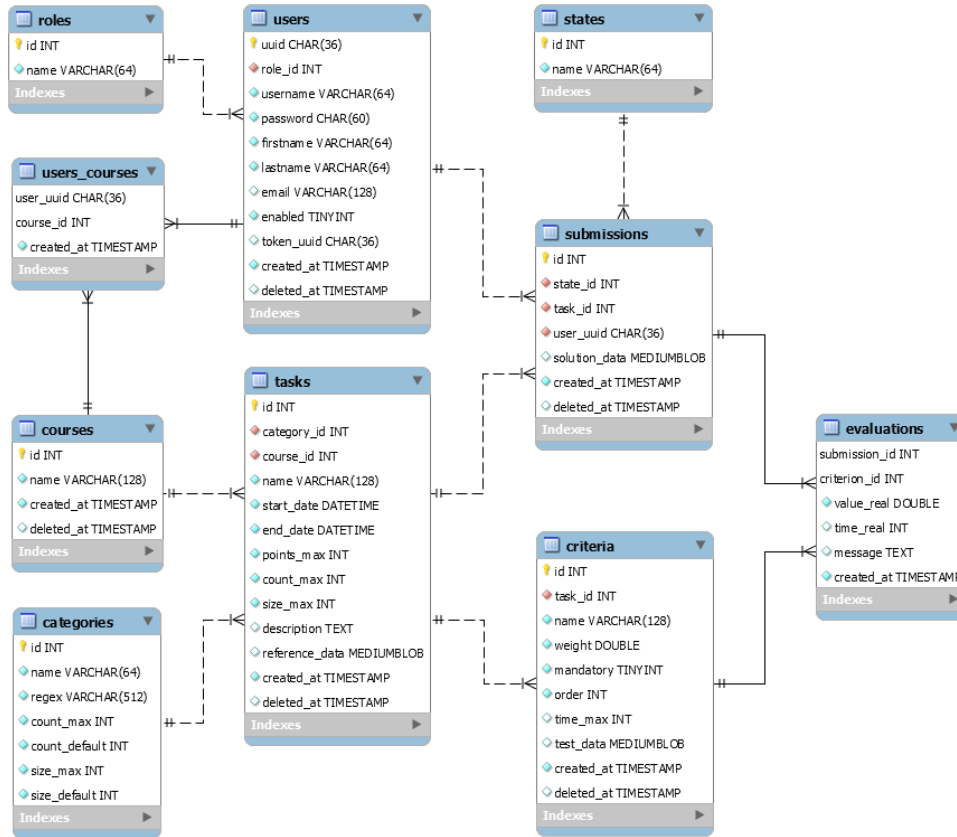 roles
id INT
name VARCHAR(64)
Indexes
users
uuid CHAR(36)
role_id INT
username VARCHAR(64)
password CHAR(60)
firstname VARCHAR(64)
lastname VARCHAR(64)
email VARCHAR(128)
enabled TINYINT
token_uuid CHAR(36)
created_at TIMESTAMP
deleted_at TIMESTAMP
Indexes
states
id INT
name VARCHAR(64)
Indexes
users_courses
user_uuid CHAR(36)
course_id INT
created_at TIMESTAMP
Indexes
submissions
id INT
state_id INT
task_id INT
user_uuid CHAR(36)
solution_data MEDIUMBLOB
created_at TIMESTAMP
deleted_at TIMESTAMP
Indexes
tasks
id INT
category_id INT
course_id INT
name VARCHAR(128)
start_date DATETIME
end_date DATETIME
points_max INT
count_max INT
size_max INT
description TEXT
reference_data MEDIUMBLOB
created_at TIMESTAMP
deleted_at TIMESTAMP
Indexes
courses
id INT
name VARCHAR(128)
created_at TIMESTAMP
deleted_at TIMESTAMP
Indexes
evaluations
submission_id INT
criterion_id INT
value_real DOUBLE
time_real INT
message TEXT
created_at TIMESTAMP
Indexes
criteria
id INT
task_id INT
name VARCHAR(128)
weight DOUBLE
mandatory TINYINT
order INT
time_max INT
test_data MEDIUMBLOB
created_at TIMESTAMP
deleted_at TIMESTAMP
Indexes
categories
id INT
name VARCHAR(64)
regex VARCHAR(512)
count_max INT
count_default INT
size_max INT
size_default INT
Indexes